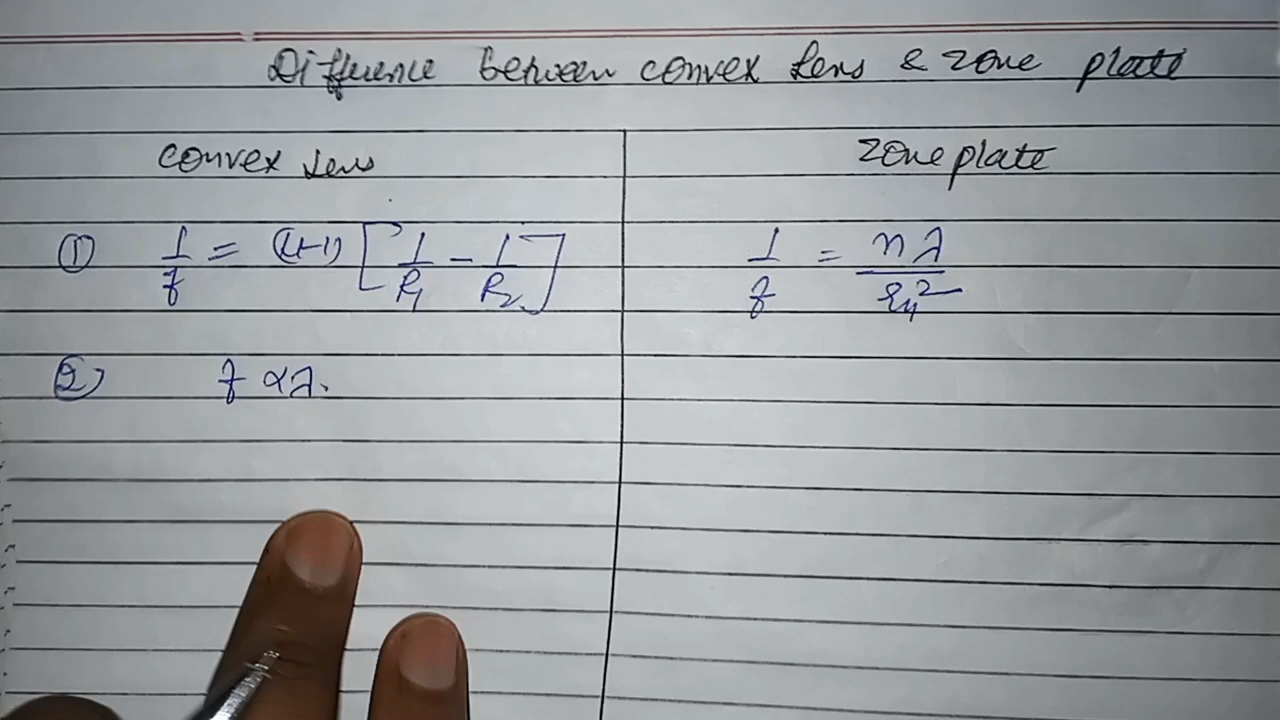 Difference between convex lens & zone plate
convex lens
zone plate
① 1/f = (μ-1) [1/R₁ - 1/R₂]
1/f = nλ/rₙ²
② f ∝ λ.